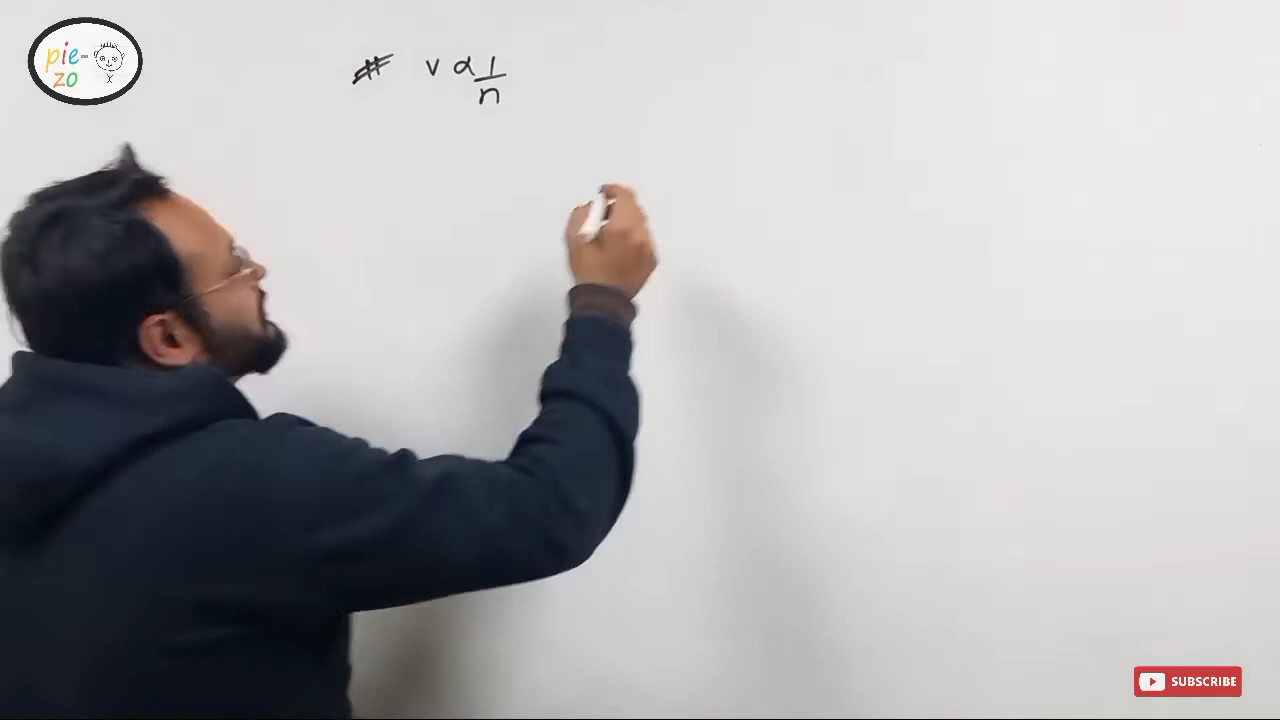 pie-
zo
# v ∝ 1/n
SUBSCRIBE